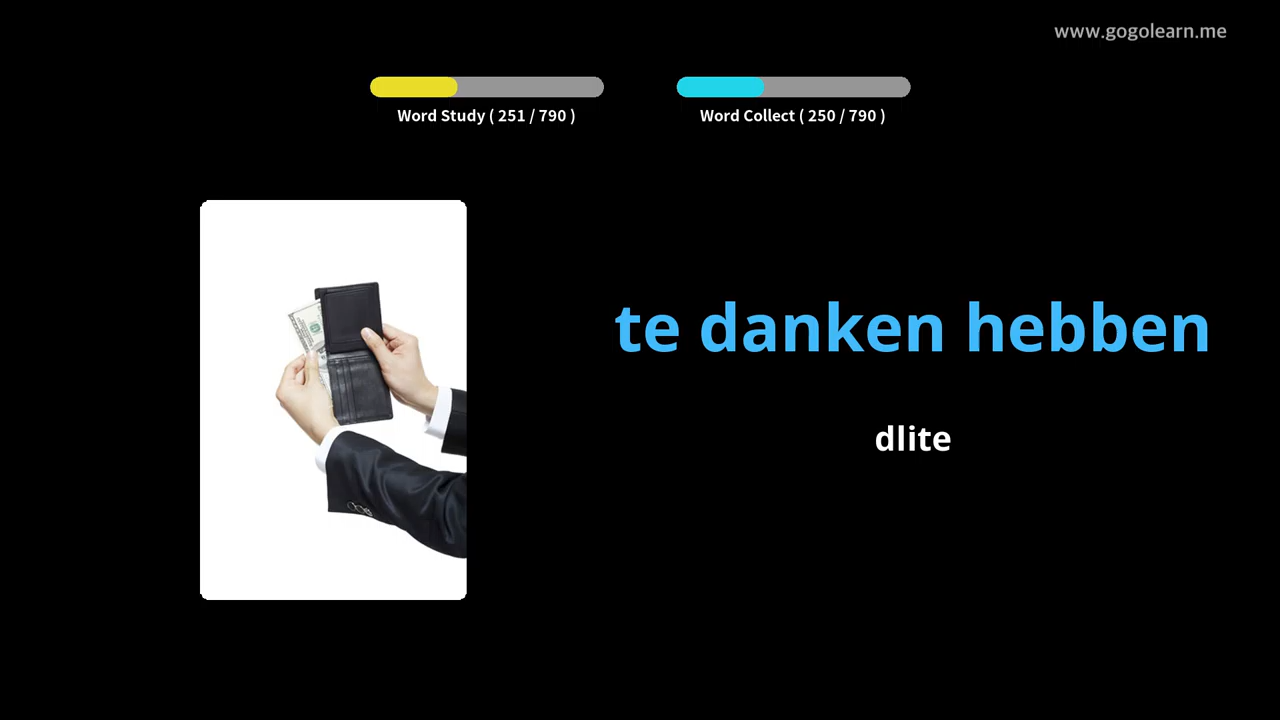 www.gogolearn.me
Word Study ( 251 / 790 )
Word Collect ( 250 / 790 )
te danken hebben
dlite